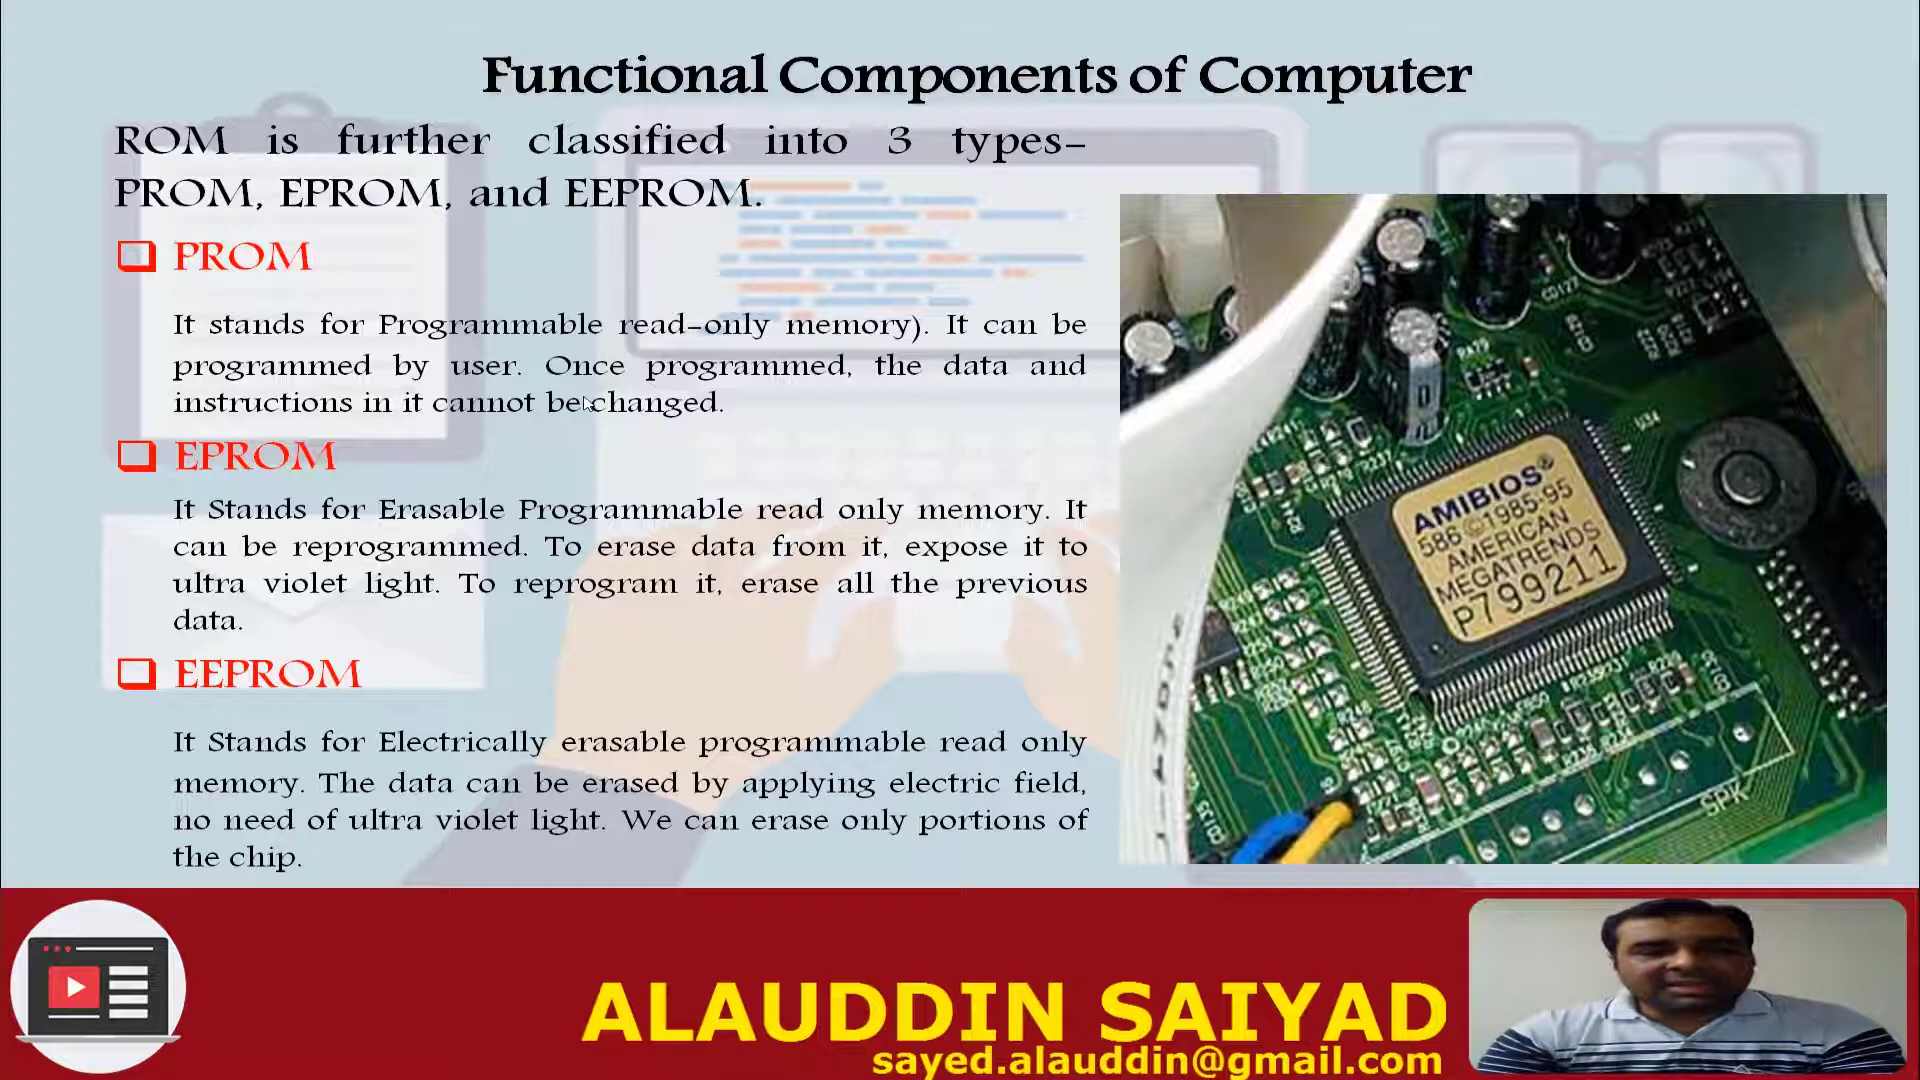 Functional Components of Computer
ROM is further classified into 3 types-
PROM, EPROM, and EEPROM.
PROM
It stands for Programmable read-only memory). It can be
programmed by user. Once programmed, the data and
instructions in it cannot be changed.
EPROM
It Stands for Erasable Programmable read only memory. It
can be reprogrammed. To erase data from it, expose it to
ultra violet light. To reprogram it, erase all the previous
data.
EEPROM
It Stands for Electrically erasable programmable read only
memory. The data can be erased by applying electric field,
no need of ultra violet light. We can erase only portions of
the chip.
AMIBIOS®
586 ©1985-95
AMERICAN
MEGATRENDS
P799211
SPK
ALAUDDIN SAIYAD
sayed.alauddin@gmail.com